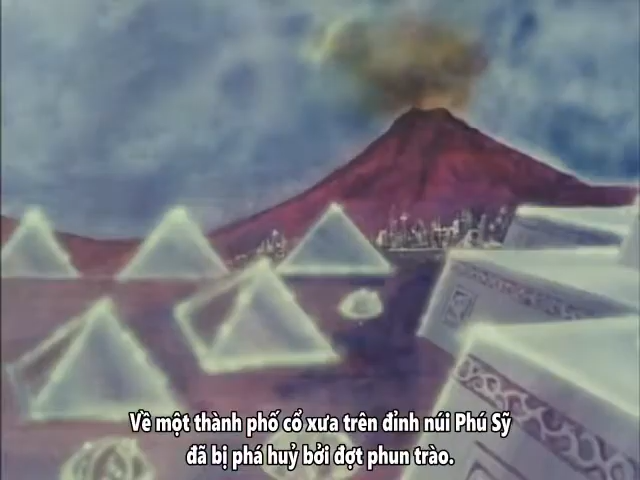 Về một thành phố cổ xưa trên đỉnh núi Phú Sỹ
đã bị phá huỷ bởi đợt phun trào.